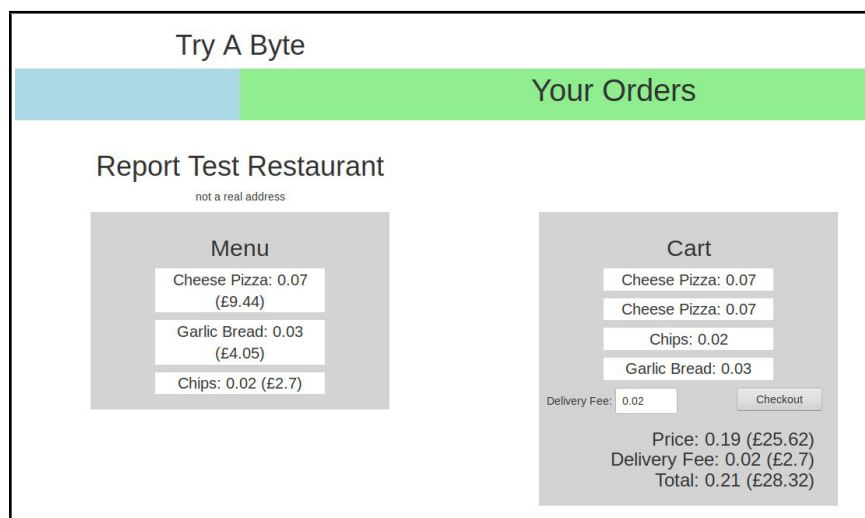 Try A Byte
Your Orders
Report Test Restaurant
not a real address
Menu
Cheese Pizza: 0.07
(£9.44)
Garlic Bread: 0.03
(£4.05)
Chips: 0.02 (£2.7)
Cart
Cheese Pizza: 0.07
Cheese Pizza: 0.07
Chips: 0.02
Garlic Bread: 0.03
Delivery Fee: 0.02 Checkout
Price: 0.19 (£25.62)
Delivery Fee: 0.02 (£2.7)
Total: 0.21 (£28.32)